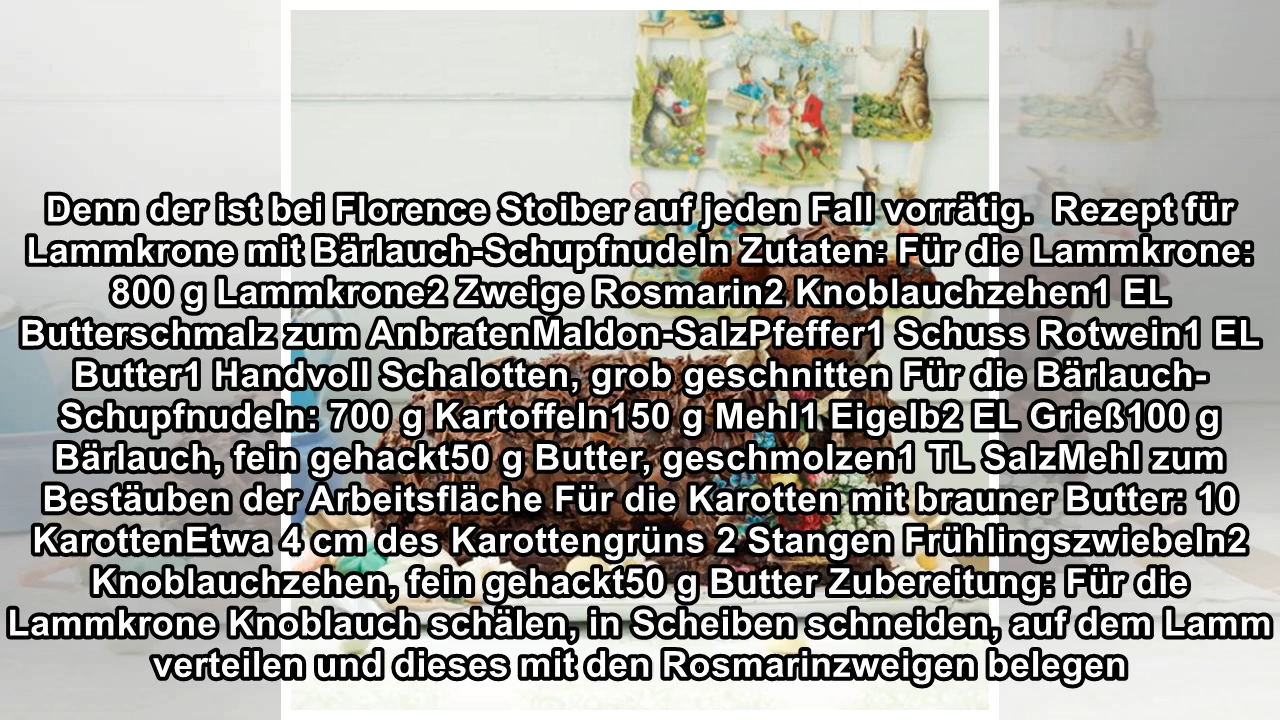 Denn der ist bei Florence Stoiber auf jeden Fall vorrätig.  Rezept für
Lammkrone mit Bärlauch-Schupfnudeln Zutaten: Für die Lammkrone:
800 g Lammkrone2 Zweige Rosmarin2 Knoblauchzehen1 EL
Butterschmalz zum AnbratenMaldon-SalzPfeffer1 Schuss Rotwein1 EL
Butter1 Handvoll Schalotten, grob geschnitten Für die Bärlauch-
Schupfnudeln: 700 g Kartoffeln150 g Mehl1 Eigelb2 EL Grieß100 g
Bärlauch, fein gehackt50 g Butter, geschmolzen1 TL SalzMehl zum
Bestäuben der Arbeitsfläche Für die Karotten mit brauner Butter: 10
KarottenEtwa 4 cm des Karottengrüns 2 Stangen Frühlingszwiebeln2
Knoblauchzehen, fein gehackt50 g Butter Zubereitung: Für die
Lammkrone Knoblauch schälen, in Scheiben schneiden, auf dem Lamm
verteilen und dieses mit den Rosmarinzweigen belegen